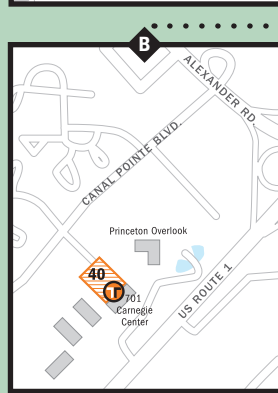 B
ALEXANDER RD.
CANAL POINTE BLVD.
Princeton Overlook
40
T
701
Carnegie
Center
US ROUTE 1